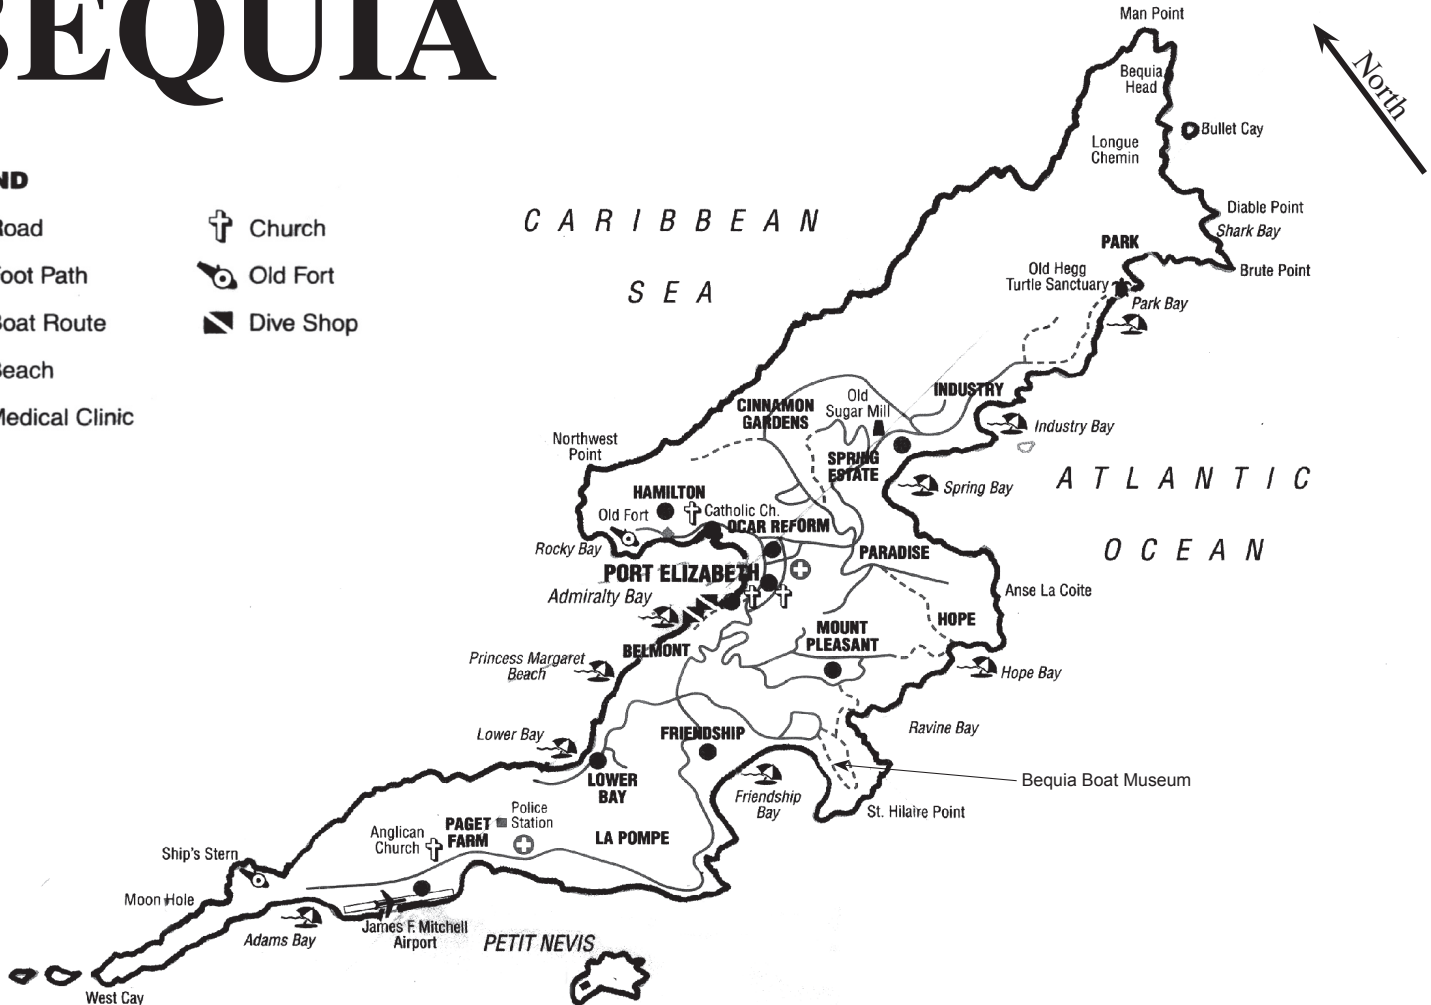 BEQUIA
Man Point
North
Bequia
Head
Bullet Cay
Longue
Chemin
ND
Road
Foot Path
Boat Route
Beach
Medical Clinic
Church
Old Fort
Dive Shop
CARIBBEAN
SEA
Diable Point
Shark Bay
PARK
Brute Point
Old Hegg
Turtle Sanctuary
Park Bay
INDUSTRY
CINNAMON
GARDENS
Old
Sugar Mill
Industry Bay
Northwest
Point
SPRING
ESTATE
Spring Bay
ATLANTIC
OCEAN
HAMILTON
Old Fort
Catholic Ch.
OCAR REFORM
Rocky Bay
PARADISE
PORT ELIZABETH
Admiralty Bay
Anse La Coite
HOPE
MOUNT
PLEASANT
BELMONT
Princess Margaret
Beach
Hope Bay
Ravine Bay
Lower Bay
FRIENDSHIP
LOWER
BAY
Bequia Boat Museum
Friendship
Bay
St. Hilaire Point
Police
Station
PAGET
FARM
Anglican
Church
LA POMPE
Ship's Stern
Moon Hole
Adams Bay
James F. Mitchell
Airport
PETIT NEVIS
West Cay